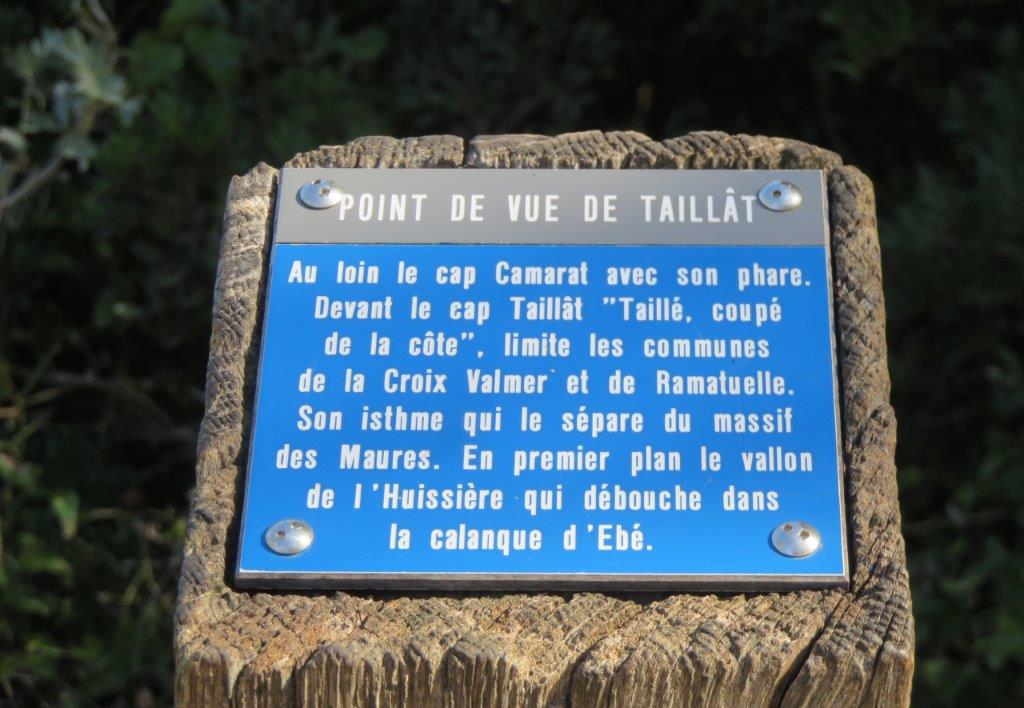 POINT DE VUE DE TAILLÂT
Au loin le cap Camarat avec son phare.
Devant le cap Taillât "Taillé, coupé
de la côte", limite les communes
de la Croix Valmer et de Ramatuelle.
Son isthme qui le sépare du massif
des Maures. En premier plan le vallon
de l'Huissière qui débouche dans
la calanque d'Ebé.